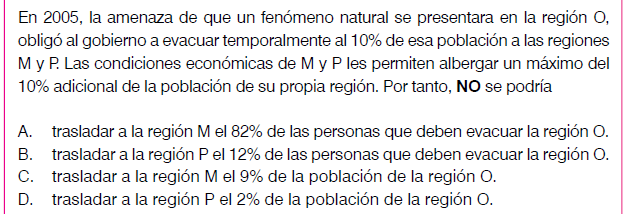 En 2005, la amenaza de que un fenómeno natural se presentara en la región O,
obligó al gobierno a evacuar temporalmente al 10% de esa población a las regiones
M y P. Las condiciones económicas de M y P les permiten albergar un máximo del
10% adicional de la población de su propia región. Por tanto, NO se podría
A. trasladar a la región M el 82% de las personas que deben evacuar la región O.
B. trasladar a la región P el 12% de las personas que deben evacuar la región O.
C. trasladar a la región M el 9% de la población de la región O.
D. trasladar a la región P el 2% de la población de la región O.